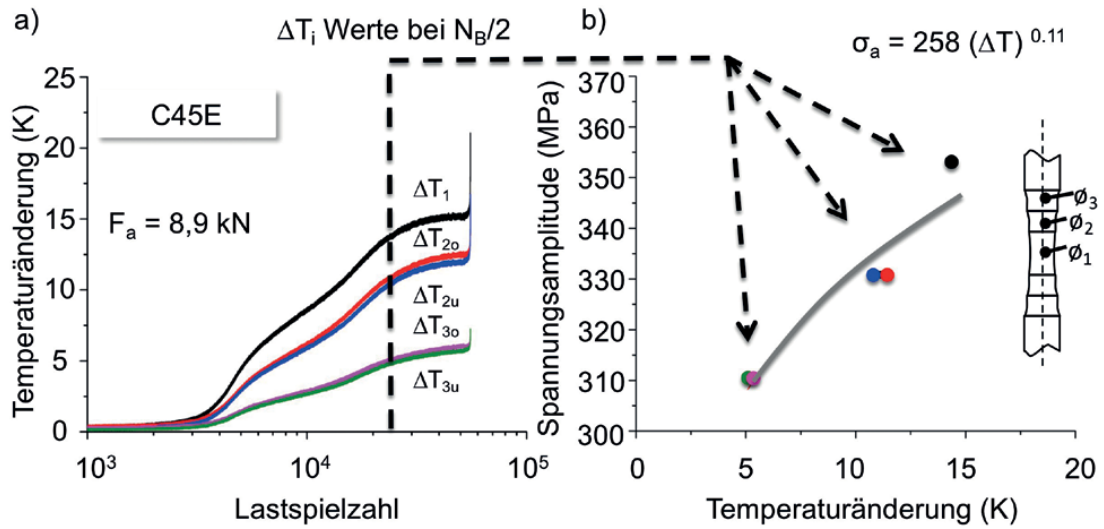 a)
ΔTᵢ Werte bei N_B/2
Temperaturänderung (K)
25
20
15
10
5
0
C45E
Fₐ = 8,9 kN
ΔT₁
ΔT₂ₒ
ΔT₂ᵤ
ΔT₃ₒ
ΔT₃ᵤ
10³
10⁴
10⁵
Lastspielzahl
b)
σₐ = 258 (ΔT) ⁰·¹¹
Spannungsamplitude (MPa)
370
360
350
340
330
320
310
300
0
5
10
15
20
Temperaturänderung (K)
ø₃
ø₂
ø₁